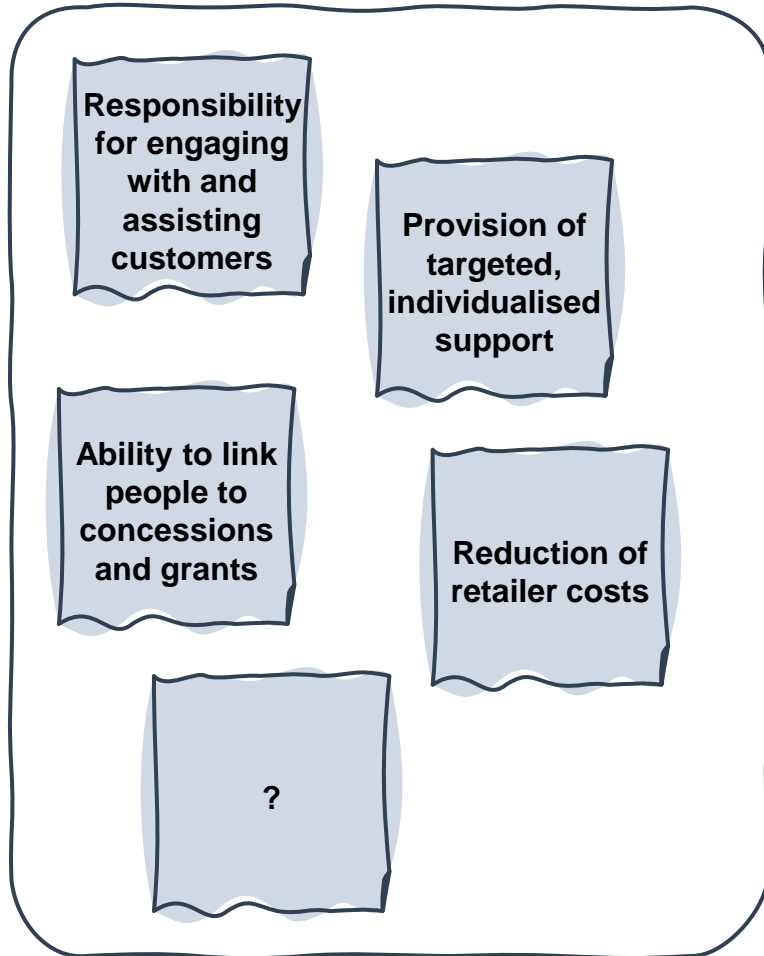 Responsibility
for engaging
with and
assisting
customers
Provision of
targeted,
individualised
support
Ability to link
people to
concessions
and grants
Reduction of
retailer costs
?